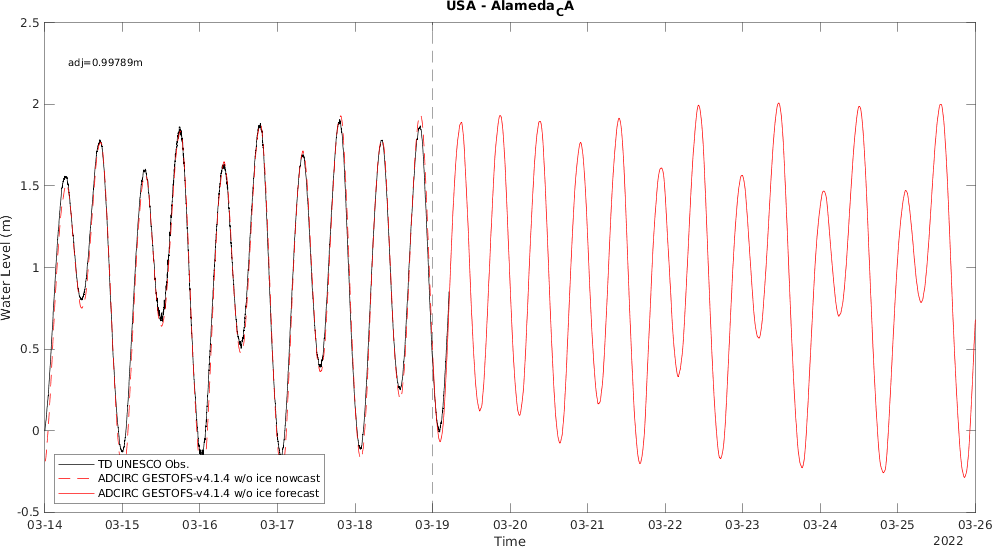 USA - Alameda_CA
2.5
adj=0.99789m
2
1.5
Water Level (m)
1
0.5
0
TD UNESCO Obs.
ADCIRC GESTOFS-v4.1.4 w/o ice nowcast
ADCIRC GESTOFS-v4.1.4 w/o ice forecast
-0.5
03-14 03-15 03-16 03-17 03-18 03-19 03-20 03-21 03-22 03-23 03-24 03-25 03-26
Time
2022